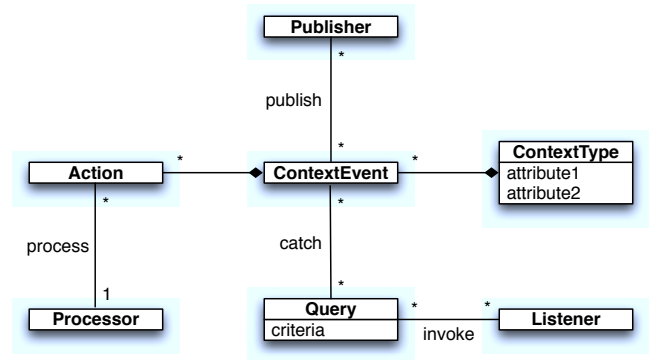 Publisher
*
publish
*
* * ContextType
Action ContextEvent attribute1
attribute2
* *
process catch
1 *
Processor Query * * Listener
criteria invoke